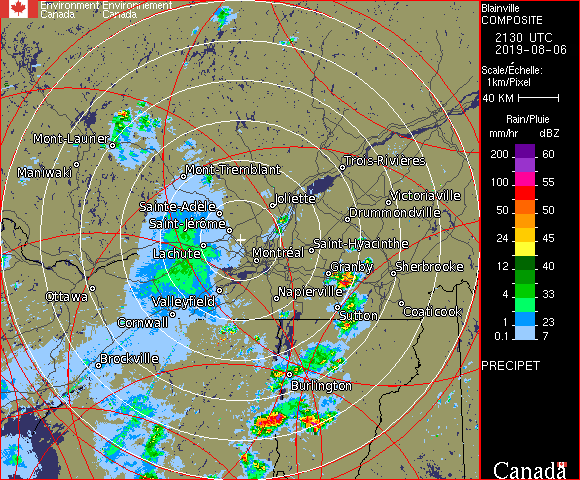 Environment Environnement
Canada Canada
Blainville
COMPOSITE
2130 UTC
2019-08-06
Scale/Échelle:
1km/Pixel
40 KM
Rain/Pluie
mm/hr dBZ
200 60
100 55
50 50
24 45
12 40
4 33
1 23
0.1 7
PRECIPET
Canada
Mont-Laurier
Maniwaki
Mont-Tremblant
Trois-Rivières
Sainte-Adèle
Joliette
Victoriaville
Drummondville
Saint-Jérôme
Lachute
Montréal
Saint-Hyacinthe
Granby
Sherbrooke
Ottawa
Valleyfield
Napierville
Cornwall
Sutton
Coaticook
Brockville
Burlington